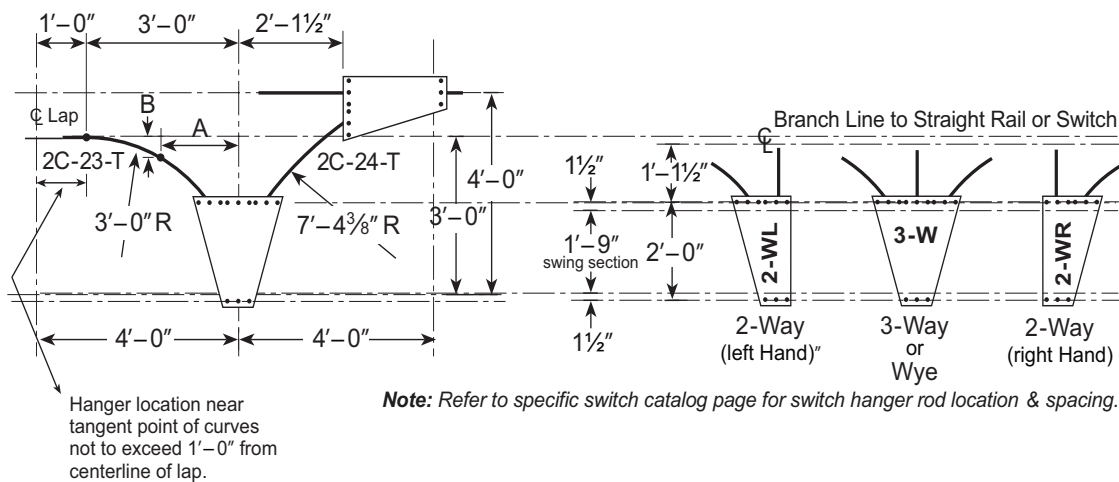 1′–0″ 3′–0″ 2′–1½″
B
℄ Lap
A
2C-23-T
2C-24-T
3′–0″ R
7′–4⅜″ R
4′–0″
3′–0″
4′–0″ 4′–0″
Hanger location near
tangent point of curves
not to exceed 1′–0″ from
centerline of lap.
℄ Branch Line to Straight Rail or Switch
1½″
1′–1½″
1′–9″
swing section
2′–0″
1½″
2-WL
3-W
2-WR
2-Way
(left Hand)″
3-Way
or
Wye
2-Way
(right Hand)
Note: Refer to specific switch catalog page for switch hanger rod location & spacing.